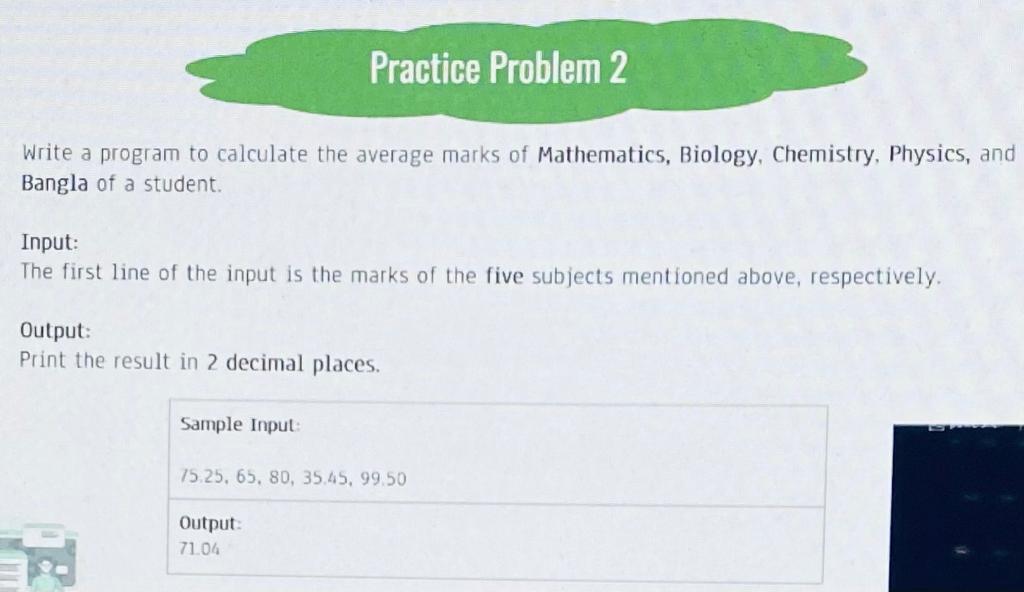 Practice Problem 2
Write a program to calculate the average marks of Mathematics, Biology, Chemistry, Physics, and
Bangla of a student.
Input:
The first line of the input is the marks of the five subjects mentioned above, respectively.
Output:
Print the result in 2 decimal places.
Sample Input:
75.25, 65, 80, 35.45, 99.50
Output:
71.04